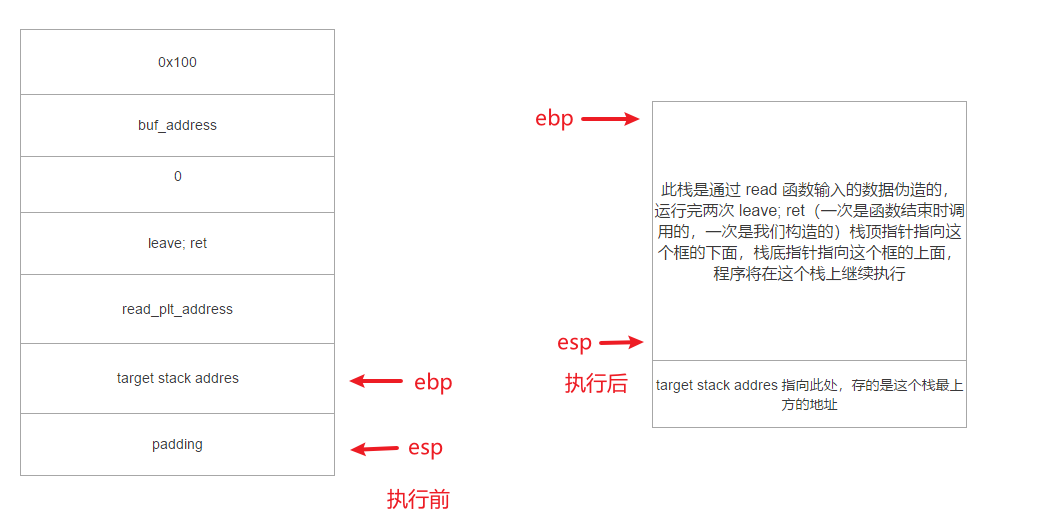 0x100
buf_address
0
leave; ret
read_plt_address
target stack addres
padding
ebp
esp
执行前
ebp
此栈是通过 read 函数输入的数据伪造的，
运行完两次 leave; ret（一次是函数结束时调
用的，一次是我们构造的）栈顶指针指向这
个框的下面，栈底指针指向这个框的上面，
程序将在这个栈上继续执行
esp
执行后
target stack addres 指向此处，存的是这个栈最上
方的地址